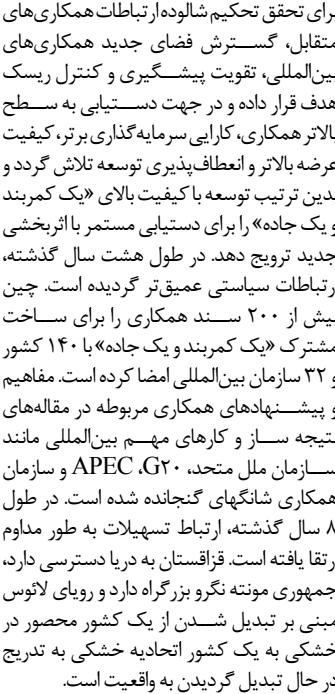 برای تحقق تحکیم شالوده ارتباطات همکاری‌های
متقابل، گسترش فضای جدید همکاری‌های
بین‌المللی، تقویت پیشگیری و کنترل ریسک
هدف قرار داده و در جهت دستیابی به سطح
بالاتر همکاری، کارایی سرمایه‌گذاری برتر، کیفیت
عرضه بالاتر و انعطاف‌پذیری توسعه تلاش گردد و
بدین ترتیب توسعه با کیفیت بالای «یک کمربند
و یک جاده» را برای دستیابی مستمر با اثربخشی
جدید ترویج دهد. در طول هشت سال گذشته،
ارتباطات سیاستی عمیق‌تر گردیده است. چین
بیش از ۲۰۰ سند همکاری را برای ساخت
مشترک «یک کمربند و یک جاده» با ۱۴۰ کشور
و ۳۲ سازمان بین‌المللی امضا کرده است. مفاهیم
و پیشنهادهای همکاری مربوطه در مقاله‌های
نتیجه ساز و کارهای مهم بین‌المللی مانند
سازمان ملل متحد، G۲۰، APEC و سازمان
همکاری شانگهای گنجانده شده است. در طول
۸ سال گذشته، ارتباط تسهیلات به طور مداوم
ارتقا یافته است. قزاقستان به دریا دسترسی دارد،
جمهوری مونته نگرو بزرگراه دارد و رویای لائوس
مبنی بر تبدیل شدن از یک کشور محصور در
خشکی به یک کشور اتحادیه خشکی به تدریج
در حال تبدیل گردیدن به واقعیت است.